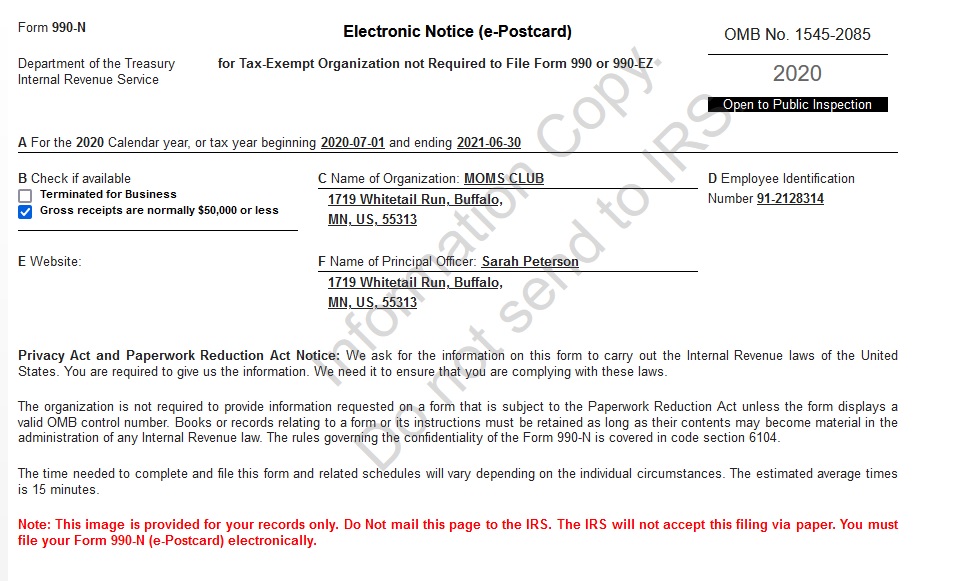 Form 990-N
Electronic Notice (e-Postcard)
OMB No. 1545-2085
Department of the Treasury
Internal Revenue Service
for Tax-Exempt Organization not Required to File Form 990 or 990-EZ
2020
Open to Public Inspection
A For the 2020 Calendar year, or tax year beginning 2020-07-01 and ending 2021-06-30
B Check if available
Terminated for Business
Gross receipts are normally $50,000 or less
C Name of Organization: MOMS CLUB
1719 Whitetail Run, Buffalo,
MN, US, 55313
D Employee Identification
Number 91-2128314
E Website:
F Name of Principal Officer: Sarah Peterson
1719 Whitetail Run, Buffalo,
MN, US, 55313
Privacy Act and Paperwork Reduction Act Notice: We ask for the information on this form to carry out the Internal Revenue laws of the United
States. You are required to give us the information. We need it to ensure that you are complying with these laws.
The organization is not required to provide information requested on a form that is subject to the Paperwork Reduction Act unless the form displays a
valid OMB control number. Books or records relating to a form or its instructions must be retained as long as their contents may become material in the
administration of any Internal Revenue law. The rules governing the confidentiality of the Form 990-N is covered in code section 6104.
The time needed to complete and file this form and related schedules will vary depending on the individual circumstances. The estimated average times
is 15 minutes.
Note: This image is provided for your records only. Do Not mail this page to the IRS. The IRS will not accept this filing via paper. You must
file your Form 990-N (e-Postcard) electronically.
Information Copy.
Do not send to IRS